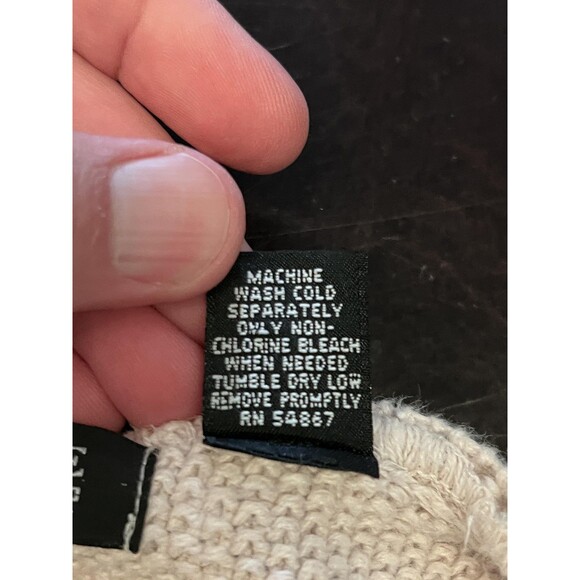 MACHINE
WASH COLD
SEPARATELY
ONLY NON-
CHLORINE BLEACH
WHEN NEEDED
TUMBLE DRY LOW
REMOVE PROMPTLY
RN 54867